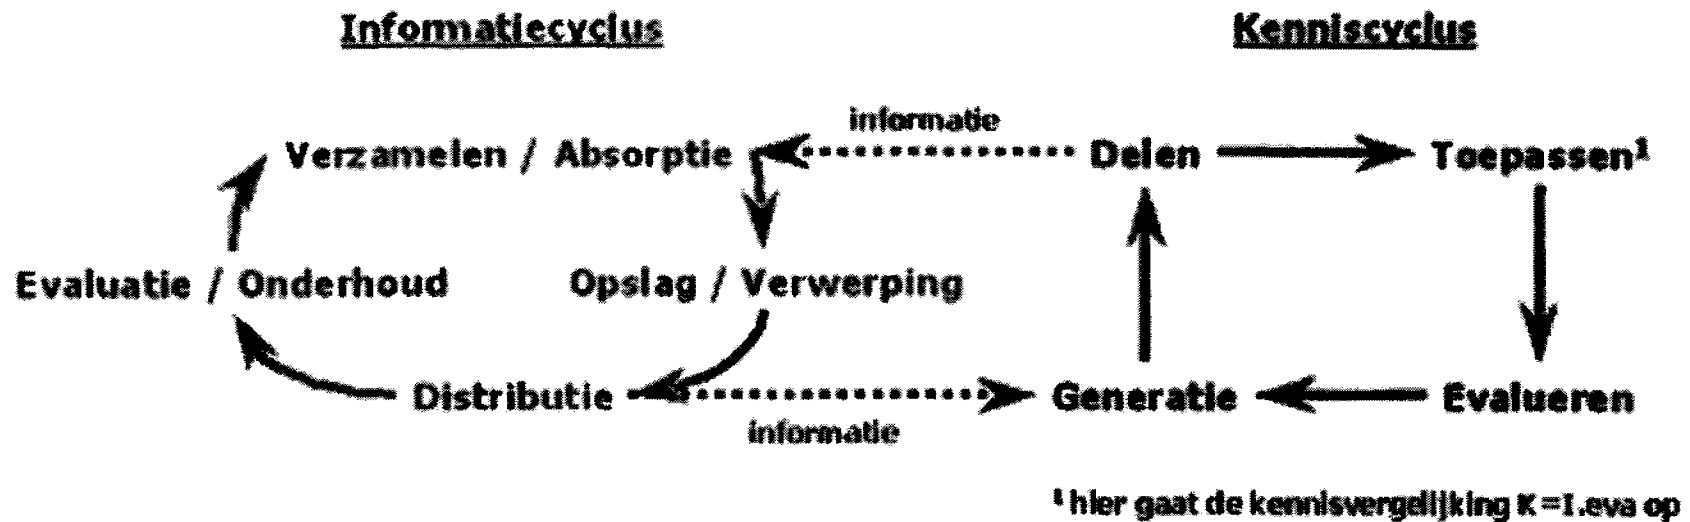 Informatiecyclus
Kenniscyclus
informatie
Verzamelen / Absorptie
Delen
Toepassen¹
Evaluatie / Onderhoud
Opslag / Verwerping
Distributie
Generatie
Evalueren
informatie
¹ hier gaat de kennisvergelijking K=I.eva op